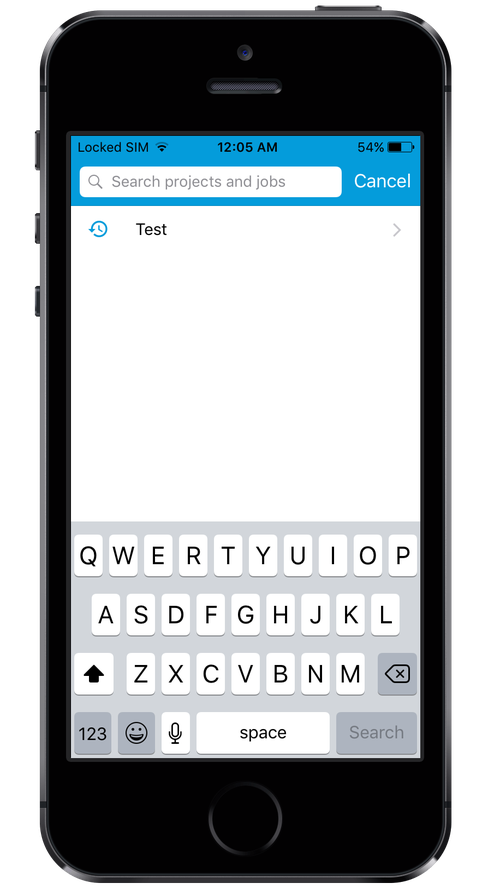 Locked SIM 12:05 AM 54%
Search projects and jobs Cancel
Test
Q W E R T Y U I O P
A S D F G H J K L
Z X C V B N M
123 space Search